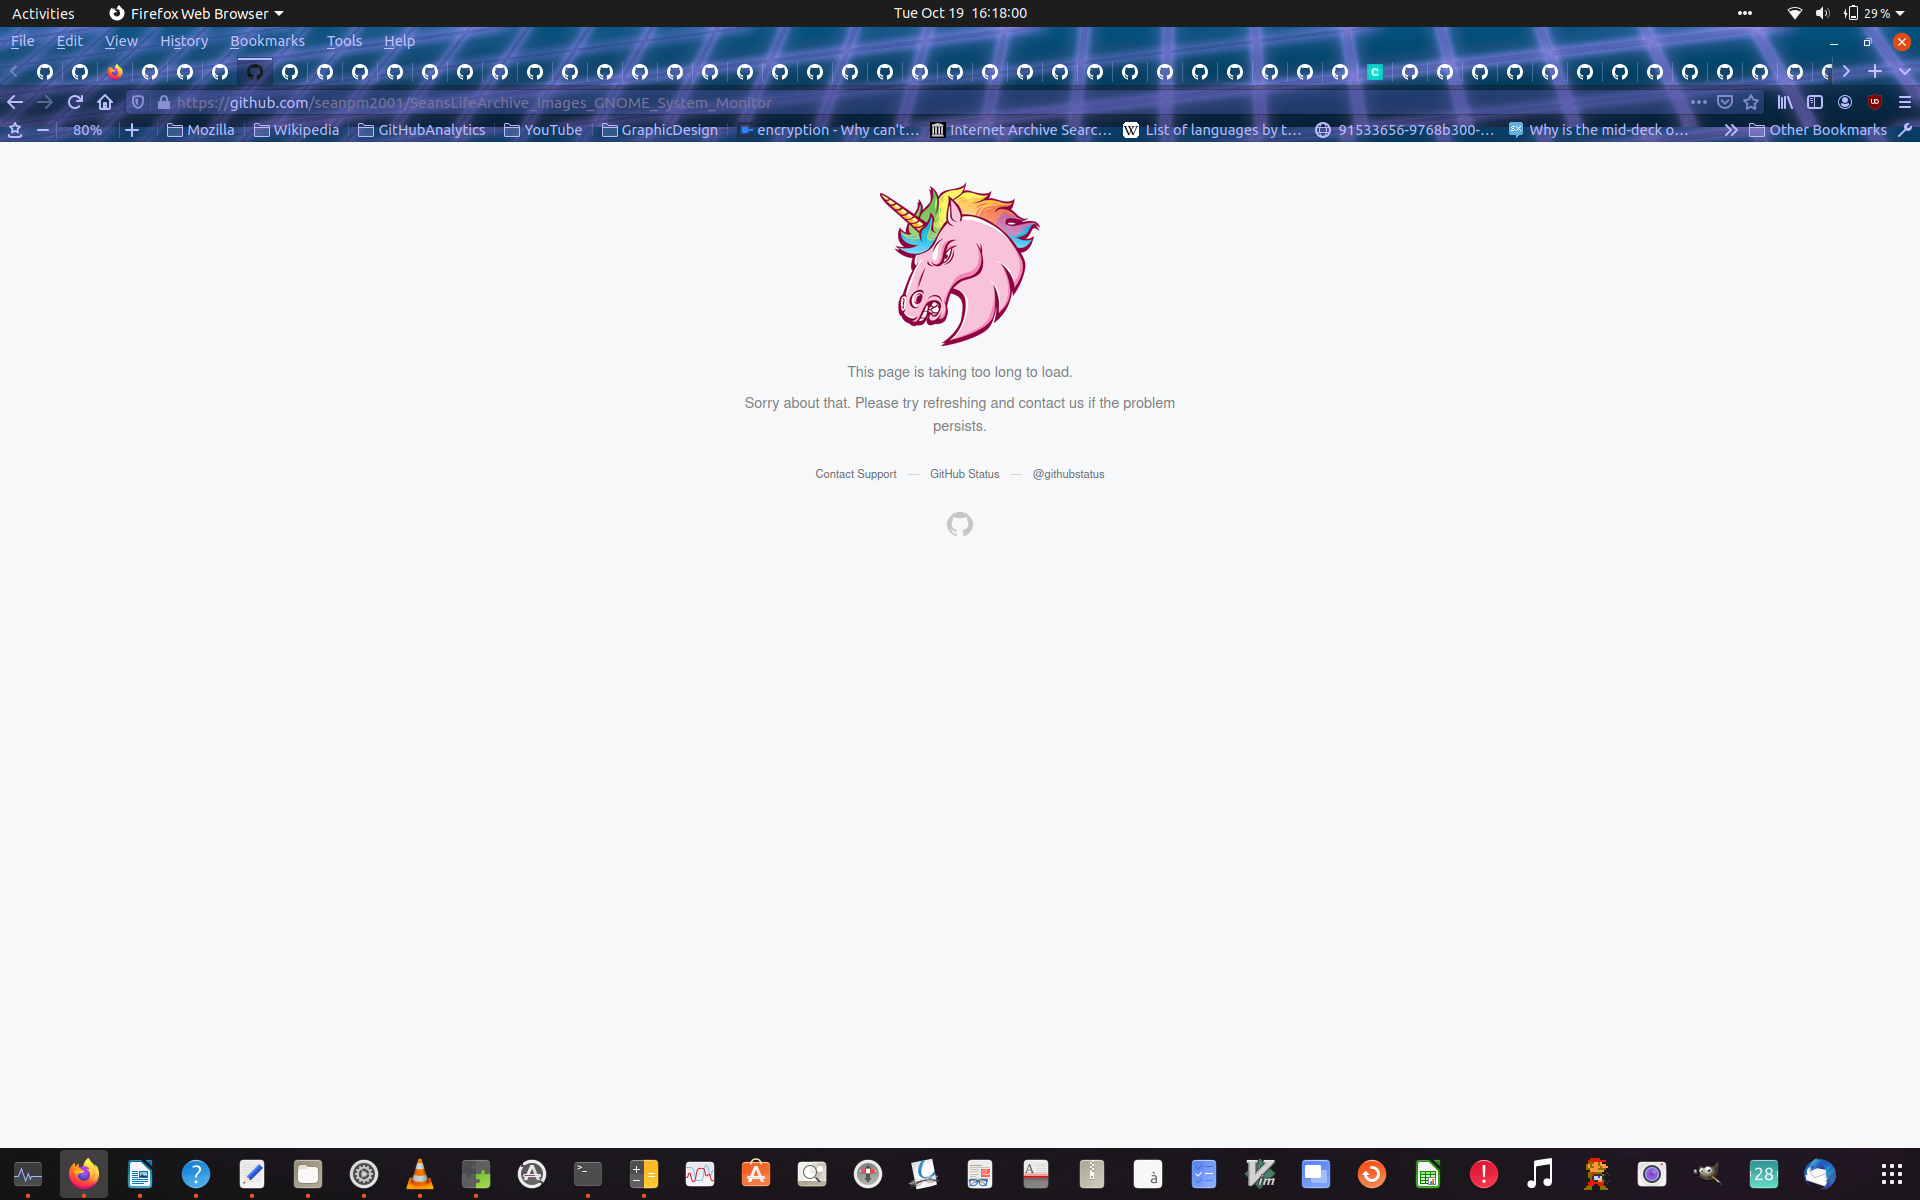 Activities Firefox Web Browser Tue Oct 19 16:18:00 29 %
File Edit View History Bookmarks Tools Help
https://github.com/seanpm2001/SeansLifeArchive_Images_GNOME_System_Monitor
80% Mozilla Wikipedia GitHubAnalytics YouTube GraphicDesign encryption - Why can't… Internet Archive Searc… List of languages by t… 91533656-9768b300-… Why is the mid-deck o… Other Bookmarks
This page is taking too long to load.
Sorry about that. Please try refreshing and contact us if the problem
persists.
Contact Support — GitHub Status — @githubstatus
28